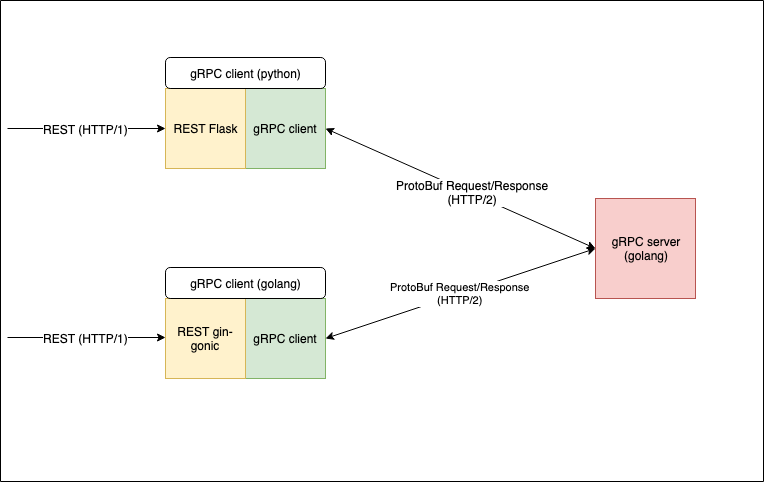 gRPC client (python)
REST (HTTP/1)
REST Flask
gRPC client
ProtoBuf Request/Response
(HTTP/2)
gRPC server
(golang)
gRPC client (golang)
ProtoBuf Request/Response
(HTTP/2)
REST (HTTP/1)
REST gin-
gonic
gRPC client